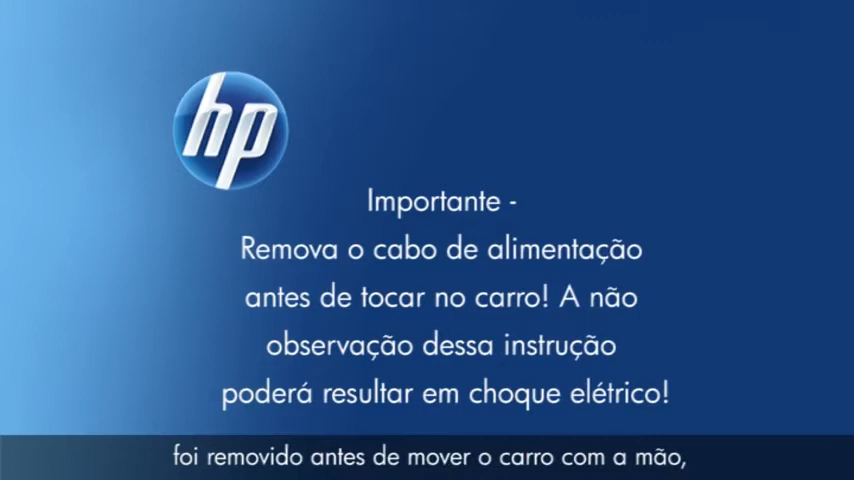 hp
Importante -
Remova o cabo de alimentação
antes de tocar no carro! A não
observação dessa instrução
poderá resultar em choque elétrico!
foi removido antes de mover o carro com a mão,